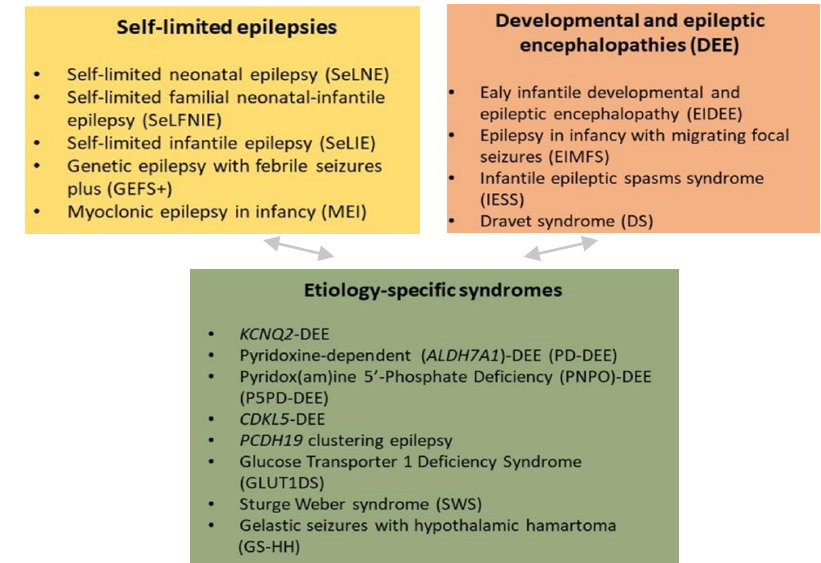 Self-limited epilepsies
• Self-limited neonatal epilepsy (SeLNE)
• Self-limited familial neonatal-infantile
epilepsy (SeLFNIE)
• Self-limited infantile epilepsy (SeLIE)
• Genetic epilepsy with febrile seizures
plus (GEFS+)
• Myoclonic epilepsy in infancy (MEI)
Developmental and epileptic
encephalopathies (DEE)
• Ealy infantile developmental and
epileptic encephalopathy (EIDEE)
• Epilepsy in infancy with migrating focal
seizures (EIMFS)
• Infantile epileptic spasms syndrome
(IESS)
• Dravet syndrome (DS)
Etiology-specific syndromes
• KCNQ2-DEE
• Pyridoxine-dependent (ALDH7A1)-DEE (PD-DEE)
• Pyridox(am)ine 5′-Phosphate Deficiency (PNPO)-DEE
(P5PD-DEE)
• CDKL5-DEE
• PCDH19 clustering epilepsy
• Glucose Transporter 1 Deficiency Syndrome
(GLUT1DS)
• Sturge Weber syndrome (SWS)
• Gelastic seizures with hypothalamic hamartoma
(GS-HH)